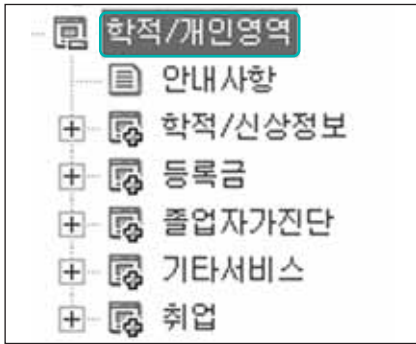 학적/개인영역
안내사항
학적/신상정보
등록금
졸업자가진단
기타서비스
취업